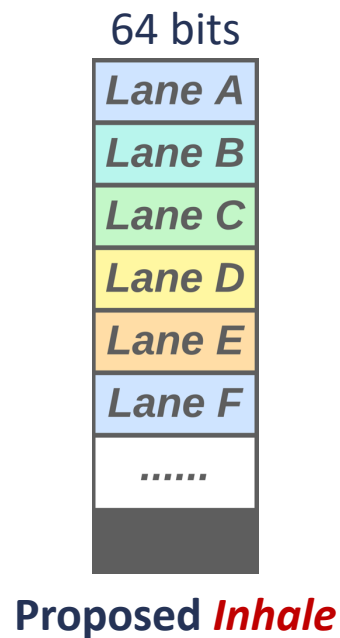 64 bits
Lane A
Lane B
Lane C
Lane D
Lane E
Lane F
......
Proposed Inhale